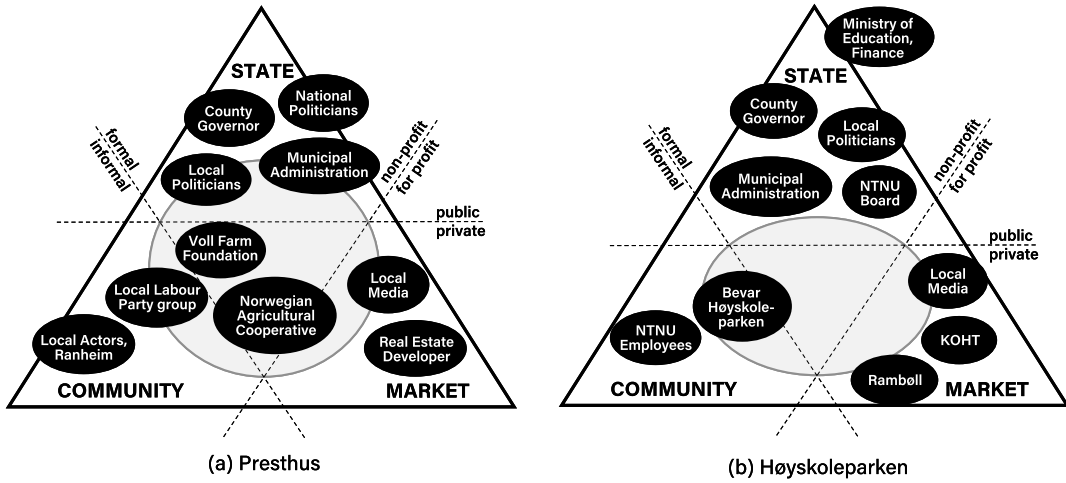 STATE
National
Politicians
County
Governor
formal
informal
non-profit
for profit
Local
Politicians
Municipal
Administration
public
private
Voll Farm
Foundation
Local Labour
Party group
Norwegian
Agricultural
Cooperative
Local
Media
Local Actors,
Ranheim
Real Estate
Developer
COMMUNITY
MARKET
(a) Presthus
Ministry of
Education,
Finance
STATE
County
Governor
Local
Politicians
formal
informal
non-profit
for profit
Municipal
Administration
NTNU
Board
public
private
Bevar
Høyskole-
parken
Local
Media
NTNU
Employees
KOHT
Rambøll
COMMUNITY
MARKET
(b) Høyskoleparken